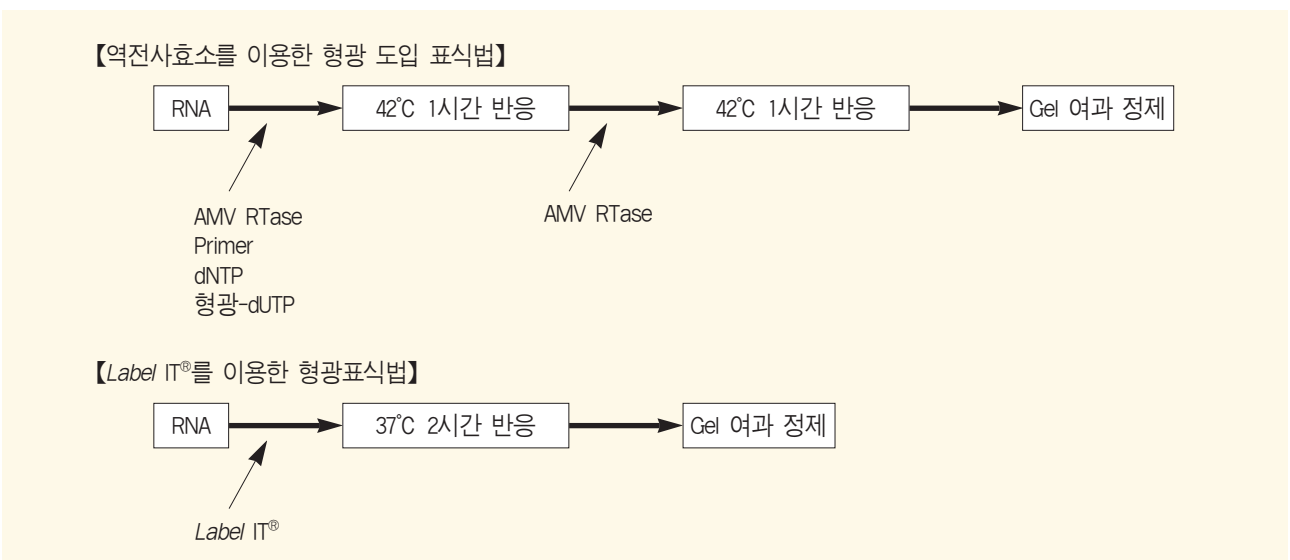 【역전사효소를 이용한 형광 도입 표식법】
RNA
42℃ 1시간 반응
42℃ 1시간 반응
Gel 여과 정제
AMV RTase
Primer
dNTP
형광-dUTP
AMV RTase
【Label IT®를 이용한 형광표식법】
RNA
37℃ 2시간 반응
Gel 여과 정제
Label IT®